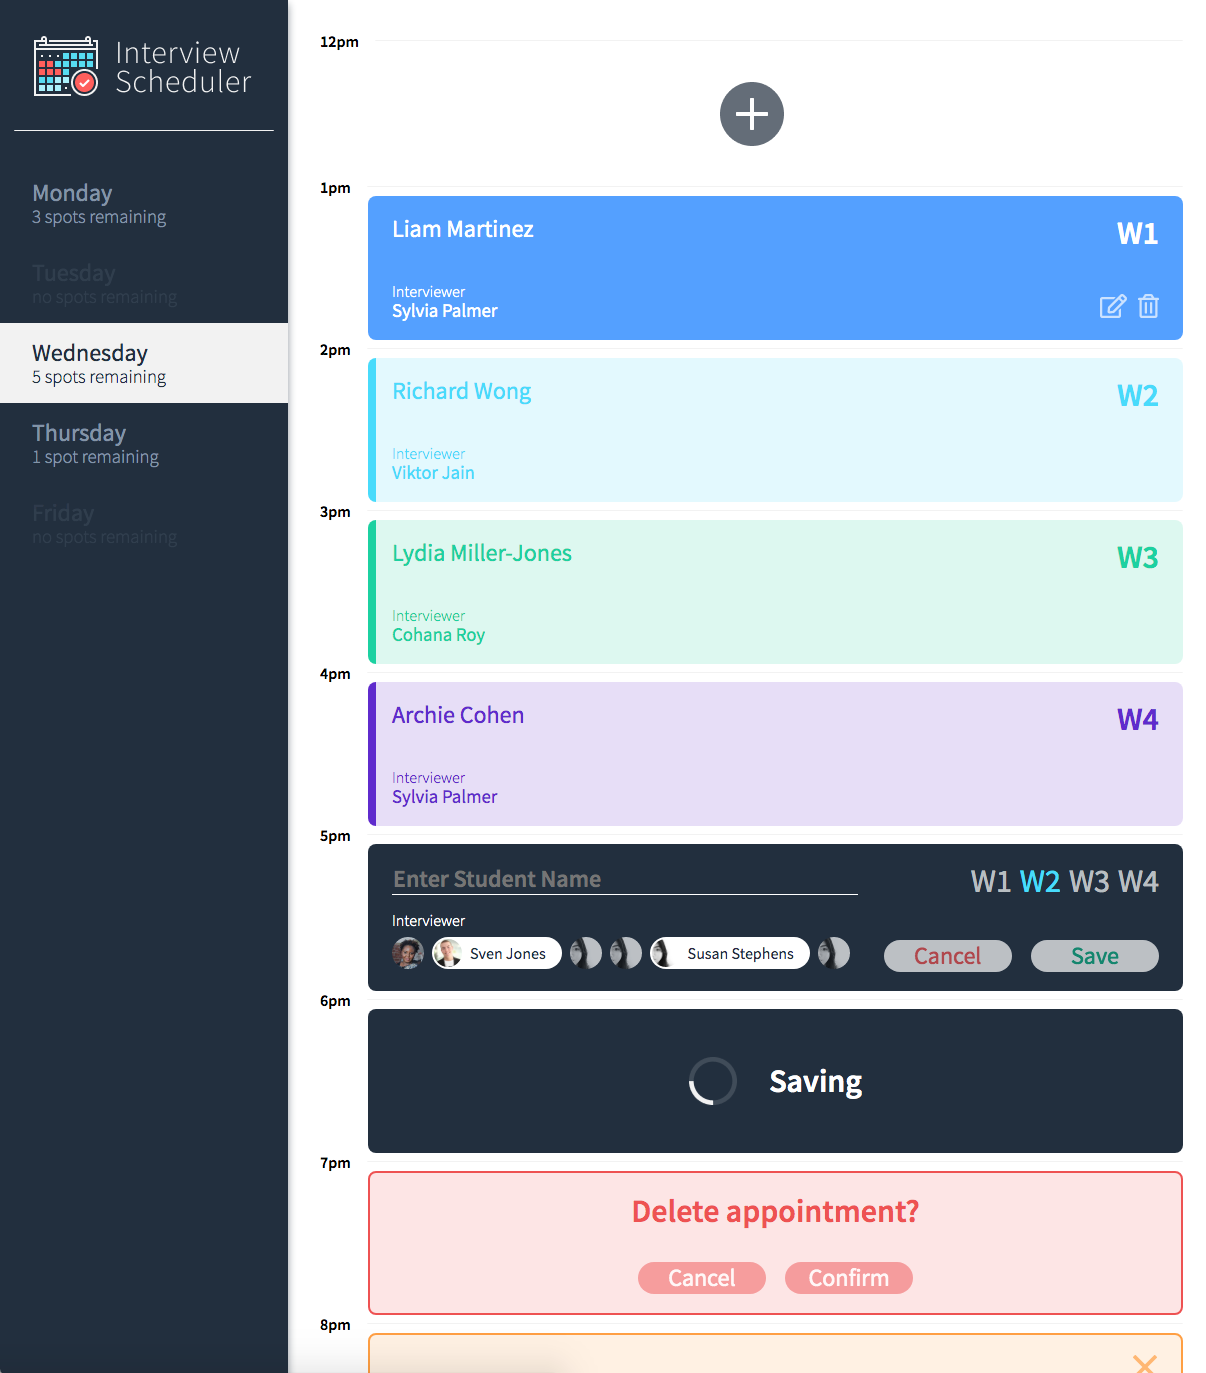 Interview
Scheduler
Monday
3 spots remaining
Tuesday
no spots remaining
Wednesday
5 spots remaining
Thursday
1 spot remaining
Friday
no spots remaining
12pm
1pm
Liam Martinez
W1
Interviewer
Sylvia Palmer
2pm
Richard Wong
W2
Interviewer
Viktor Jain
3pm
Lydia Miller-Jones
W3
Interviewer
Cohana Roy
4pm
Archie Cohen
W4
Interviewer
Sylvia Palmer
5pm
Enter Student Name
W1 W2 W3 W4
Interviewer
Sven Jones
Susan Stephens
Cancel
Save
6pm
Saving
7pm
Delete appointment?
Cancel
Confirm
8pm